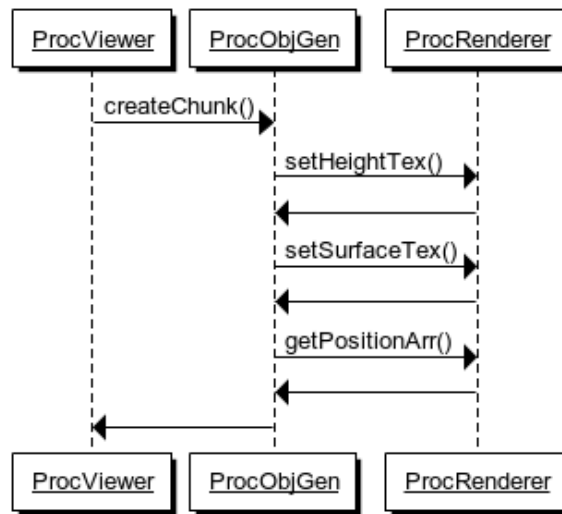 ProcViewer ProcObjGen ProcRenderer
createChunk()
setHeightTex()
setSurfaceTex()
getPositionArr()
ProcViewer ProcObjGen ProcRenderer